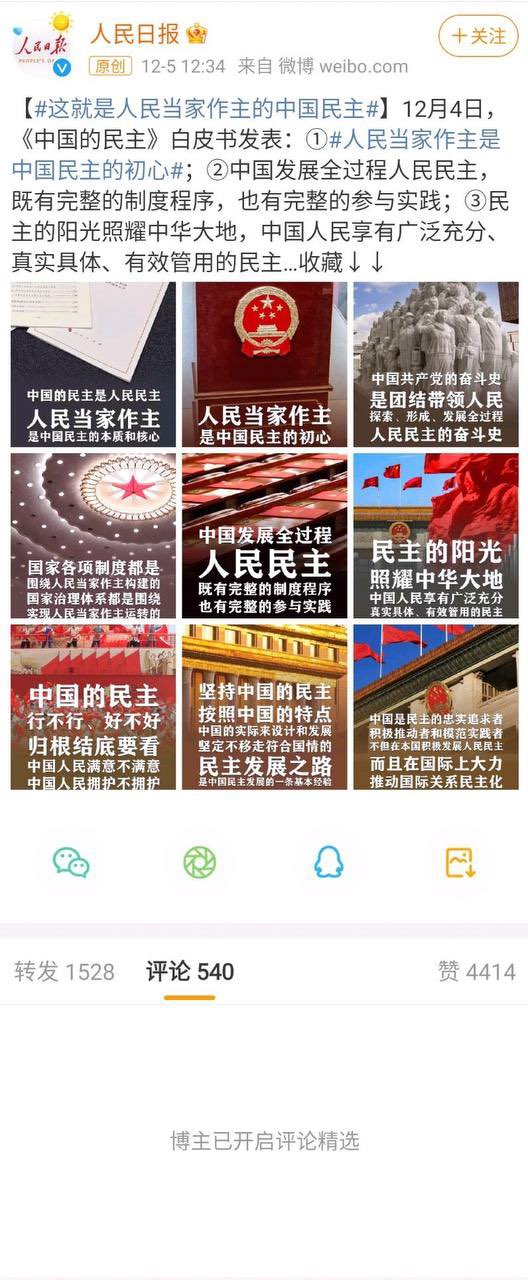 人民日报
PEOPLE'S DAILY
人民日报
+关注
原创 12-5 12:34 来自 微博 weibo.com
【#这就是人民当家作主的中国民主#】12月4日，
《中国的民主》白皮书发表：①#人民当家作主是
中国民主的初心#；②中国发展全过程人民民主，
既有完整的制度程序，也有完整的参与实践；③民
主的阳光照耀中华大地，中国人民享有广泛充分、
真实具体、有效管用的民主...收藏↓↓
中国的民主是人民民主
人民当家作主
是中国民主的本质和核心
人民当家作主
是中国民主的初心
中国共产党的奋斗史
是团结带领人民
探索、形成、发展全过程
人民民主的奋斗史
国家各项制度都是
围绕人民当家作主构建的
国家治理体系都是围绕
实现人民当家作主运转的
中国发展全过程
人民民主
既有完整的制度程序
也有完整的参与实践
民主的阳光
照耀中华大地
中国人民享有广泛充分
真实具体、有效管用的民主
中国的民主
行不行、好不好
归根结底要看
中国人民满意不满意
中国人民拥护不拥护
坚持中国的民主
按照中国的特点
中国的实际来设计和发展
坚定不移走符合国情的
民主发展之路
是中国民主发展的一条基本经验
中国是民主的忠实追求者
积极推动者和模范实践者
不但在本国积极发展人民民主
而且在国际上大力
推动国际关系民主化
转发 1528 评论 540 赞 4414
博主已开启评论精选